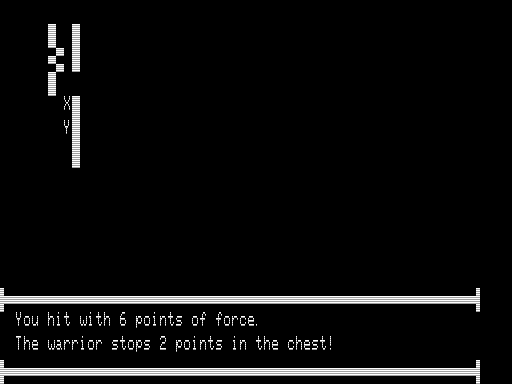 X
Y
You hit with 6 points of force.
The warrior stops 2 points in the chest!